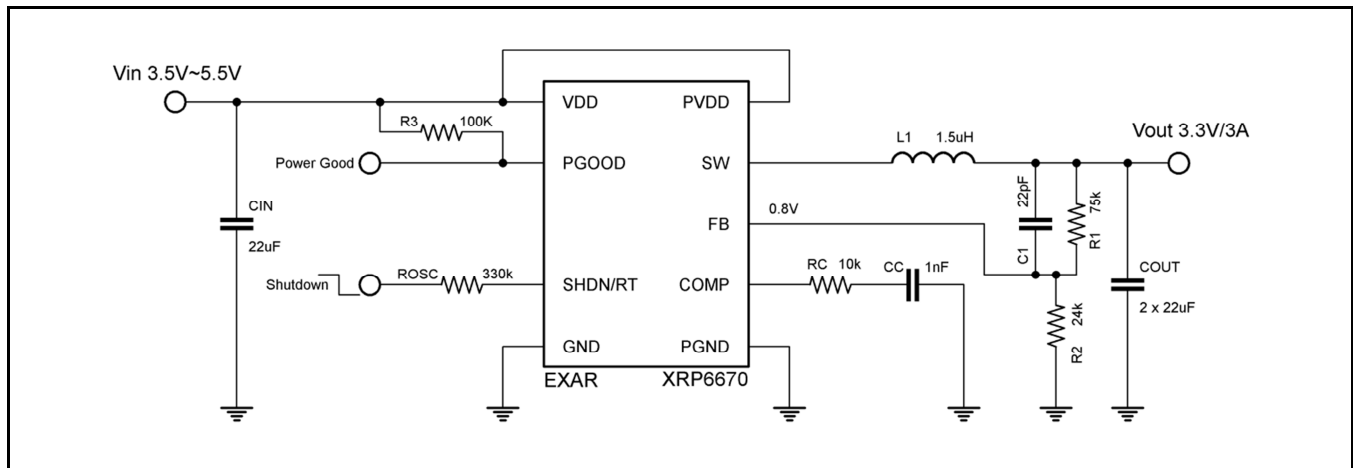 Vin 3.5V~5.5V
R3 100K
Power Good
CIN
22uF
Shutdown
ROSC 330k
VDD
PGOOD
SHDN/RT
GND
PVDD
SW
FB
COMP
PGND
EXAR XRP6670
L1 1.5uH
Vout 3.3V/3A
0.8V
22pF
C1
75k
R1
RC 10k
CC 1nF
24k
R2
COUT
2 x 22uF